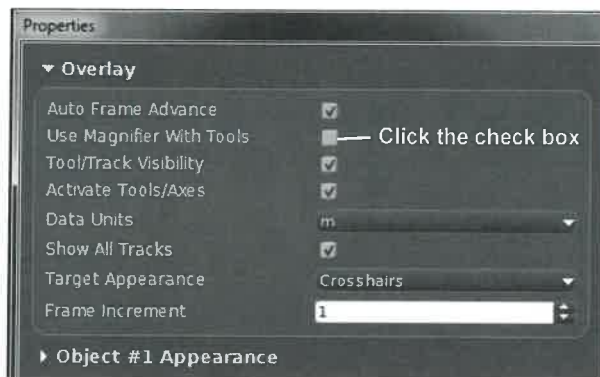 Properties
Overlay
Auto Frame Advance
Use Magnifier With Tools
Click the check box
Tool/Track Visibility
Activate Tools/Axes
Data Units m
Show All Tracks
Target Appearance Crosshairs
Frame Increment 1
Object #1 Appearance